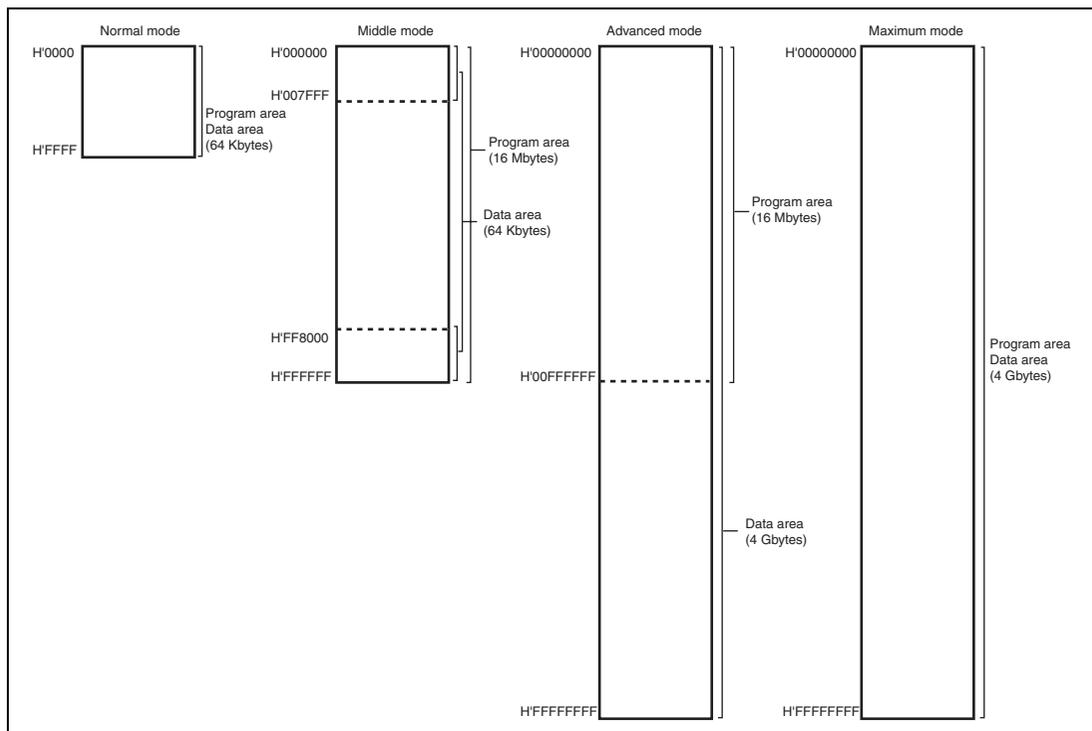 Normal mode
H'0000
H'FFFF
Program area
Data area
(64 Kbytes)
Middle mode
H'000000
H'007FFF
H'FF8000
H'FFFFFF
Program area
(16 Mbytes)
Data area
(64 Kbytes)
Advanced mode
H'00000000
H'00FFFFFF
H'FFFFFFFF
Program area
(16 Mbytes)
Data area
(4 Gbytes)
Maximum mode
H'00000000
H'FFFFFFFF
Program area
Data area
(4 Gbytes)